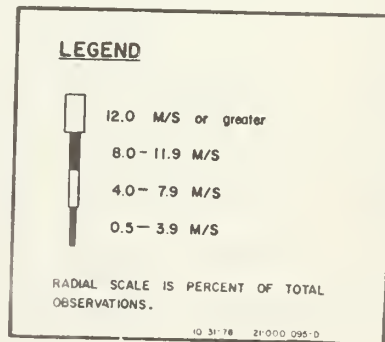 LEGEND
12.0 M/S or greater
8.0 - 11.9 M/S
4.0 - 7.9 M/S
0.5 - 3.9 M/S
RADIAL SCALE IS PERCENT OF TOTAL
OBSERVATIONS.
10 31-78 21-000 095-D